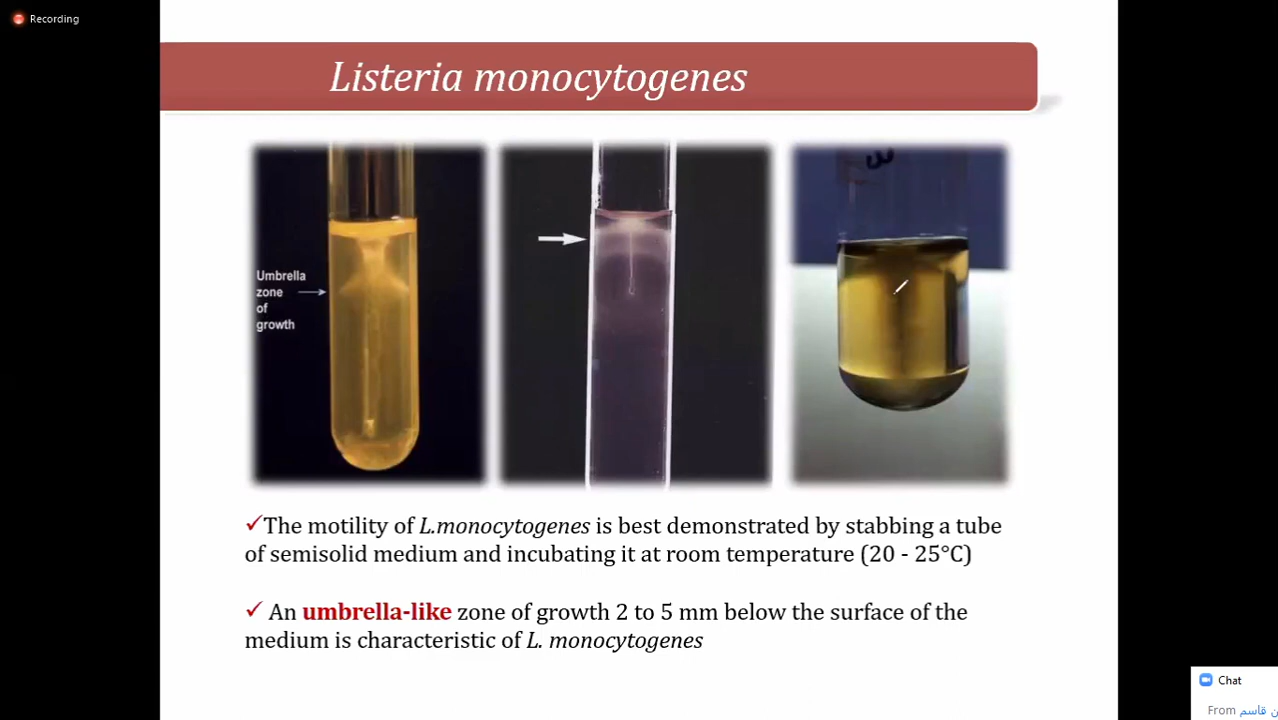 Recording
Listeria monocytogenes
Umbrella
zone
of
growth
✓The motility of L.monocytogenes is best demonstrated by stabbing a tube
of semisolid medium and incubating it at room temperature (20 - 25°C)
✓ An umbrella-like zone of growth 2 to 5 mm below the surface of the
medium is characteristic of L. monocytogenes
Chat
From ن قاسم